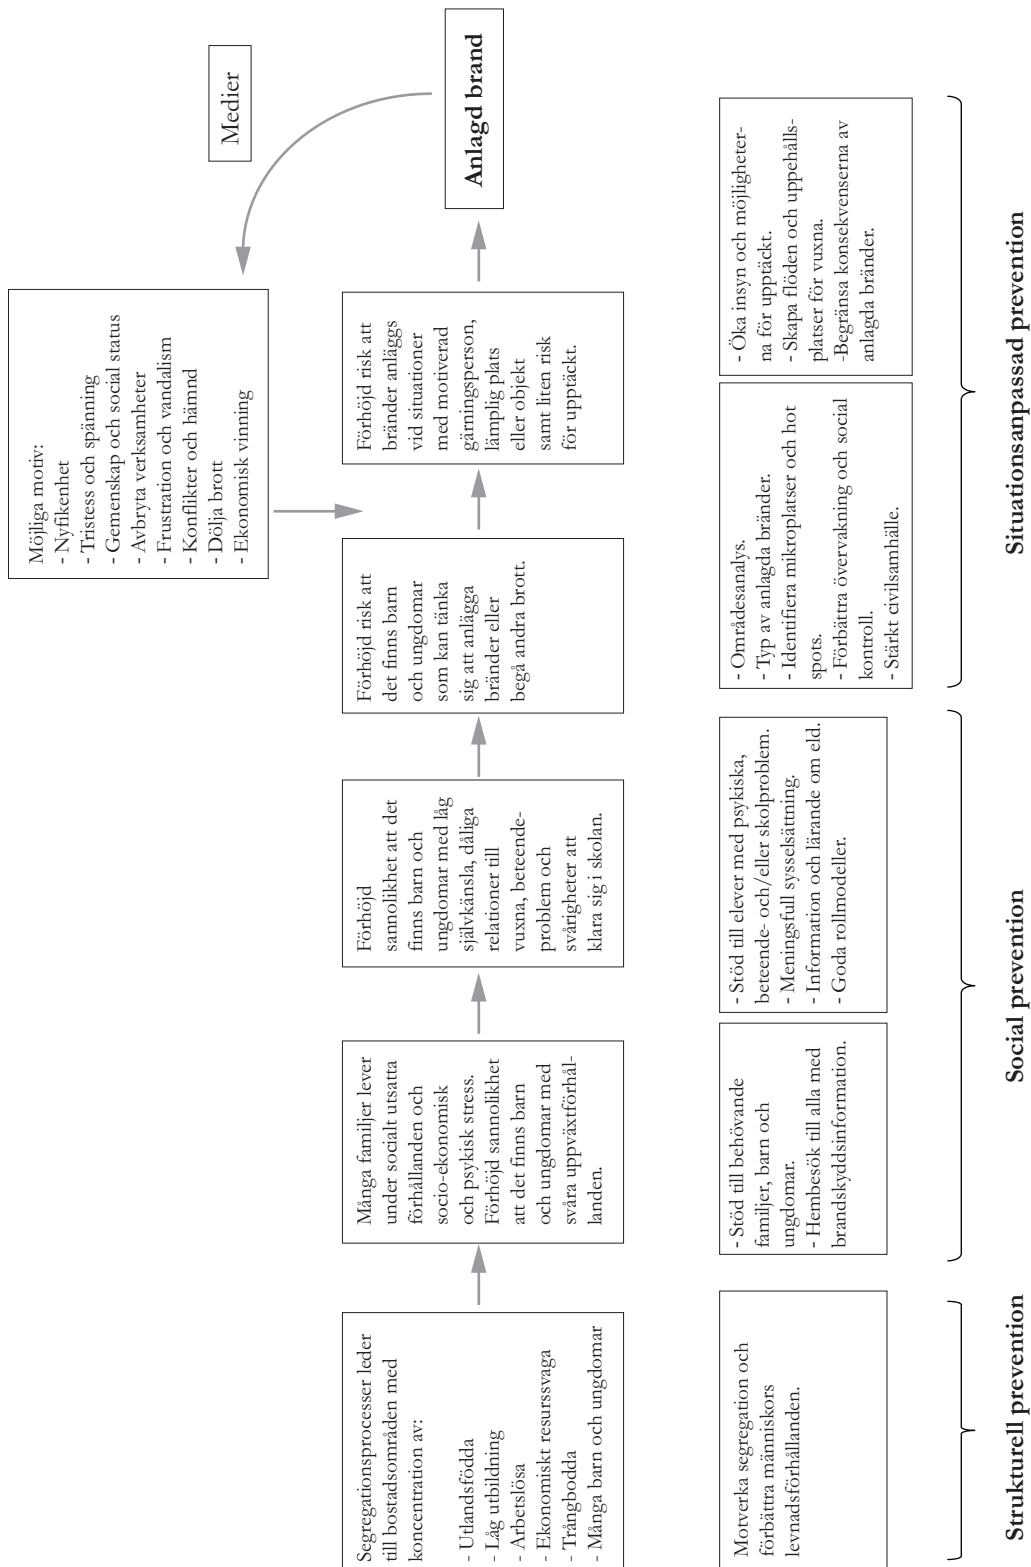 Medier
Möjliga motiv:
- Nyfikenhet
- Tristess och spänning
- Gemenskap och social status
- Avbryta verksamheter
- Frustration och vandalism
- Konflikter och hämnd
- Dölja brott
- Ekonomisk vinning
Segregationsprocesser leder
till bostadsområden med
koncentration av:
- Utlandsfödda
- Låg utbildning
- Arbetslösa
- Ekonomiskt resurssvaga
- Trångbodda
- Många barn och ungdomar
Många familjer lever
under socialt utsatta
förhållanden och
socio-ekonomisk
och psykisk stress.
Förhöjd sannolikhet
att det finns barn
och ungdomar med
svåra uppväxtförhål-
landen.
Förhöjd
sannolikhet att det
finns barn och
ungdomar med låg
självkänsla, dåliga
relationer till
vuxna, beteende-
problem och
svårigheter att
klara sig i skolan.
Förhöjd risk att
det finns barn
och ungdomar
som kan tänka
sig att anlägga
bränder eller
begå andra brott.
Förhöjd risk att
bränder anläggs
vid situationer
med motiverad
gärningsperson,
lämplig plats
eller objekt
samt liten risk
för upptäckt.
Anlagd brand
Motverka segregation och
förbättra människors
levnadsförhållanden.
- Stöd till behövande
familjer, barn och
ungdomar.
- Hembesök till alla med
brandskyddsinformation.
- Stöd till elever med psykiska,
beteende- och/eller skolproblem.
- Meningsfull sysselsättning.
- Information och lärande om eld.
- Goda rollmodeller.
- Områdesanalys.
- Typ av anlagda bränder.
- Identifiera mikroplatser och hot
spots.
- Förbättra övervakning och social
kontroll.
- Stärkt civilsamhälle.
- Öka insyn och möjligheter-
na för upptäckt.
- Skapa flöden och uppehålls-
platser för vuxna.
-Begränsa konsekvenserna av
anlagda bränder.
Strukturell prevention
Social prevention
Situationsanpassad prevention